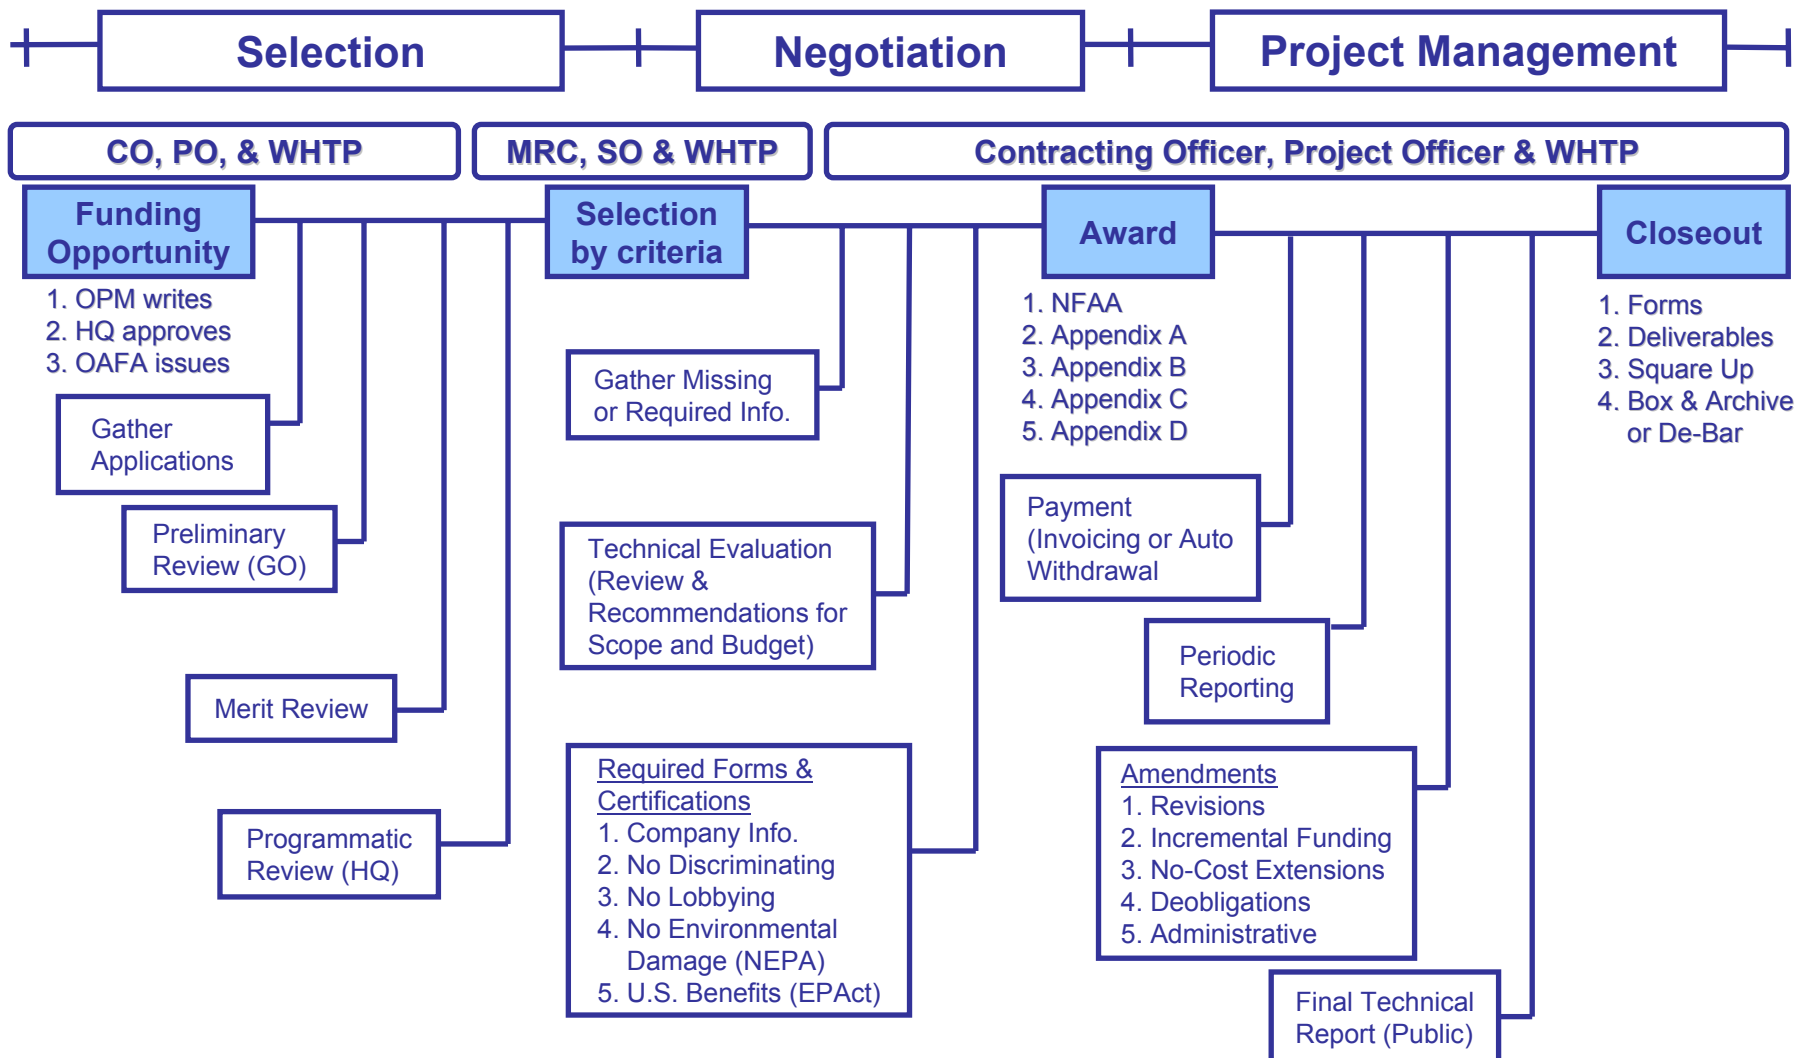 Selection
Negotiation
Project Management
CO, PO, & WHTP
MRC, SO & WHTP
Contracting Officer, Project Officer & WHTP
Funding
Opportunity
1. OPM writes
2. HQ approves
3. OAFA issues
Gather
Applications
Preliminary
Review (GO)
Merit Review
Programmatic
Review (HQ)
Selection
by criteria
Gather Missing
or Required Info.
Technical Evaluation
(Review &
Recommendations for
Scope and Budget)
Required Forms &
Certifications
1. Company Info.
2. No Discriminating
3. No Lobbying
4. No Environmental
Damage (NEPA)
5. U.S. Benefits (EPAct)
Award
1. NFAA
2. Appendix A
3. Appendix B
4. Appendix C
5. Appendix D
Payment
(Invoicing or Auto
Withdrawal
Periodic
Reporting
Amendments
1. Revisions
2. Incremental Funding
3. No-Cost Extensions
4. Deobligations
5. Administrative
Final Technical
Report (Public)
Closeout
1. Forms
2. Deliverables
3. Square Up
4. Box & Archive
or De-Bar